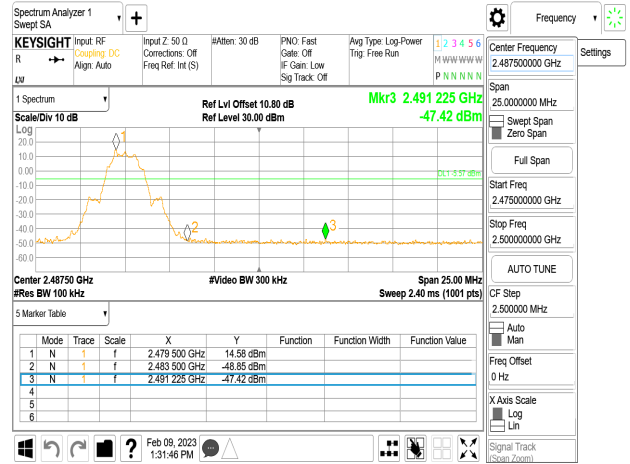 Spectrum Analyzer 1
Swept SA
Frequency
KEYSIGHT
R
Input: RF
Coupling: DC
Align: Auto
Input Z: 50 Ω
Corrections: Off
Freq Ref: Int (S)
#Atten: 30 dB
PNO: Fast
Gate: Off
IF Gain: Low
Sig Track: Off
Avg Type: Log-Power
Trig: Free Run
1 2 3 4 5 6
M W W W W W
P N N N N N
Settings
1 Spectrum
Scale/Div 10 dB
Ref Lvl Offset 10.80 dB
Ref Level 30.00 dBm
Mkr3 2.491 225 GHz
-47.42 dBm
Log
20.0
10.0
0.00
-10.0
-20.0
-30.0
-40.0
-50.0
-60.0
1
2
3
DL1 -5.57 dBm
Center 2.48750 GHz
#Res BW 100 kHz
#Video BW 300 kHz
Span 25.00 MHz
Sweep 2.40 ms (1001 pts)
5 Marker Table
Mode Trace Scale X Y Function Function Width Function Value
1 N 1 f 2.479 500 GHz 14.58 dBm
2 N 1 f 2.483 500 GHz -48.85 dBm
3 N 1 f 2.491 225 GHz -47.42 dBm
4
5
6
Feb 09, 2023
1:31:46 PM
Center Frequency
2.487500000 GHz
Span
25.0000000 MHz
Swept Span
Zero Span
Full Span
Start Freq
2.475000000 GHz
Stop Freq
2.500000000 GHz
AUTO TUNE
CF Step
2.500000 MHz
Auto
Man
Freq Offset
0 Hz
X Axis Scale
Log
Lin
Signal Track
(Span Zoom)